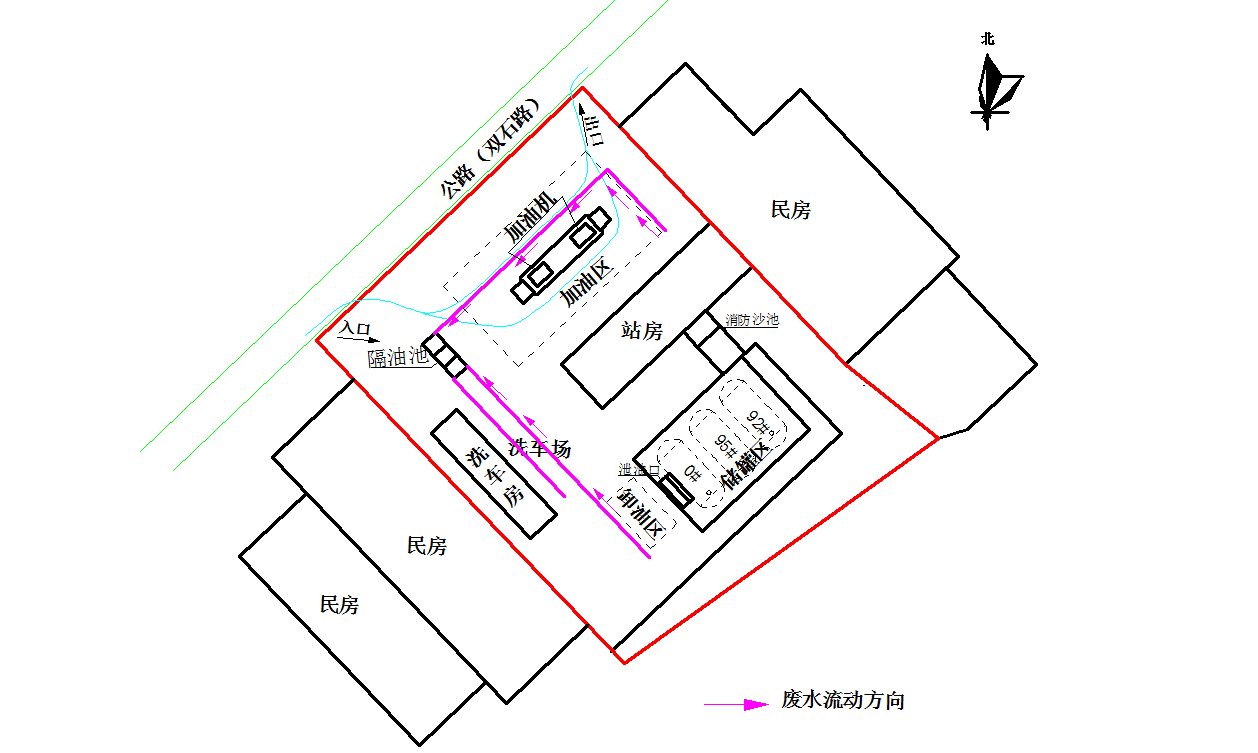 北
公路（双石路）
出口
民房
加油机
加油区
入口
站房
消防沙池
隔油池
92#
95#
0#
储罐区
洗车场
洗车房
泄油口
卸油区
民房
民房
废水流动方向